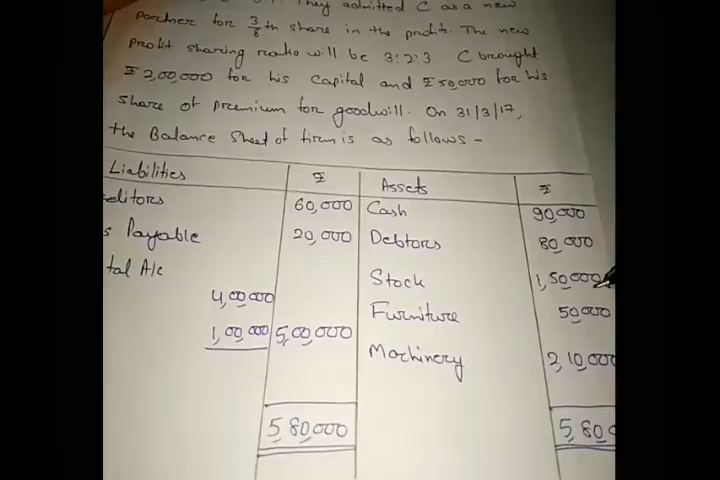 They admitted C as a new
partner for 3/8 th share in the profits. The new
profit sharing ratio will be 3:2:3. C brought
₹ 2,00,000 for his capital and ₹ 50,000 for his
share of premium for goodwill. On 31/3/17,
the Balance Sheet of firm is as follows -
Liabilities ₹ Assets ₹
editors 60,000 Cash 90,000
s Payable 20,000 Debtors 80,000
tal A/c Stock 1,50,000
4,00,000 Furniture 50,000
1,00,000 5,00,000 Machinery 2,10,000
5,80,000 5,80,0